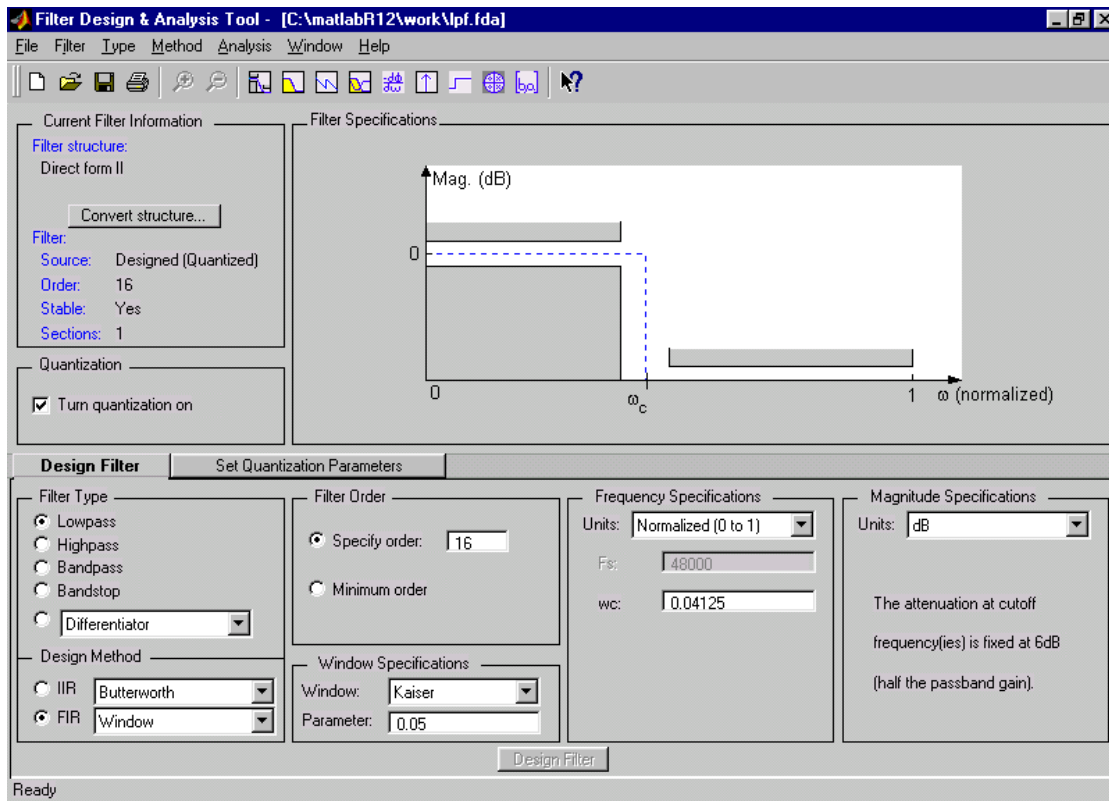 Filter Design & Analysis Tool - [C:\matlabR12\work\lpf.fda]
File Filter Type Method Analysis Window Help
Current Filter Information
Filter structure:
Direct form II
Convert structure...
Filter:
Source: Designed (Quantized)
Order: 16
Stable: Yes
Sections: 1
Quantization
Turn quantization on
Filter Specifications
Mag. (dB)
0
0
ωc
1
ω (normalized)
Design Filter
Set Quantization Parameters
Filter Type
Lowpass
Highpass
Bandpass
Bandstop
Differentiator
Design Method
IIR Butterworth
FIR Window
Filter Order
Specify order: 16
Minimum order
Window Specifications
Window: Kaiser
Parameter: 0.05
Frequency Specifications
Units: Normalized (0 to 1)
Fs: 48000
wc: 0.04125
Magnitude Specifications
Units: dB
The attenuation at cutoff
frequency(ies) is fixed at 6dB
(half the passband gain).
Design Filter
Ready